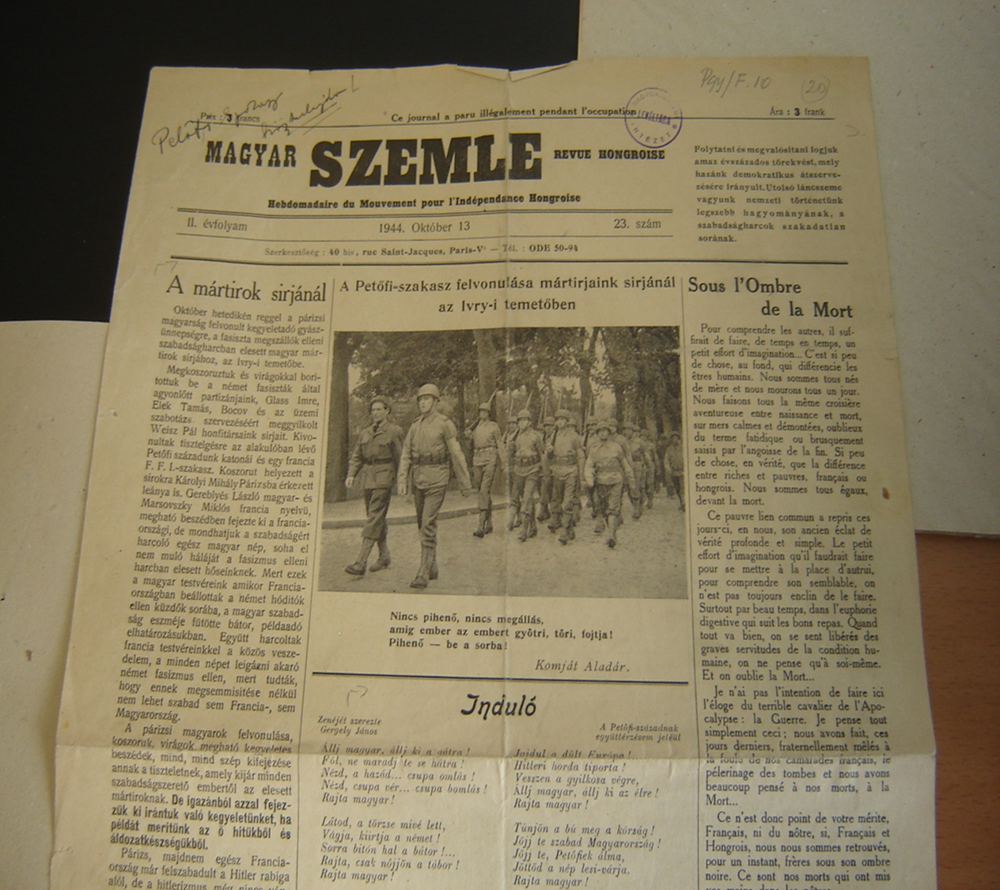 Pgy/F. 10
(20)
Prix : 3 francs
Ce journal a paru illégalement pendant l'occupation
Ára : 3 frank
LEVÉLTÁRA
INTÉZET
MAGYAR SZEMLE REVUE HONGROISE
Hebdomadaire du Mouvement pour l'Indépendance Hongroise
Folytatni és megvalósitani fogjuk
amaz évszázados törekvést, mely
hazánk demokratikus átszerve-
zésére irányult. Utolsó láncszeme
vagyunk nemzeti történetünk
legszebb hagyományának, a
szabadságharcok szakadatlan
sorának.
II. évfolyam
1944. Október 13
23. szám
Szerkesztőség : 40 bis, rue Saint-Jacques, Paris-Vᵉ — Tél. : ODE 50-94
A mártirok sirjánál
Október hetedikén reggel a párizsi
magyarság felvonult kegyeletadó gyász-
ünnepségre, a fasiszta megszállók elleni
szabadságharcban elesett magyar már-
tirok sirjához, az Ivry-i temetőbe.
Megkoszoruztuk és virágokkal bori-
tottuk be a német fasiszták által
agyonlőtt partizánjaink, Glass Imre,
Elek Tamás, Bocov és az üzemi
szabotázs szervezéséért meggyilkolt
Weisz Pál honfitársaink sirjait. Kivo-
nultak tisztelgésre az alakulóban lévő
Petőfi századunk katonái és egy francia
F. F. I.-szakasz. Koszorut helyezett a
sirokra Károlyi Mihály Párizsba érkezett
leánya is. Gereblyés László magyar- és
Marsovszky Miklós francia nyelvü,
megható beszédben fejezte ki a francia-
országi, de mondhatjuk a szabadságért
harcoló egész magyar nép, soha el
nem muló háláját a fasizmus elleni
harcban elesett hőseinknek. Mert ezek
a magyar testvéreink amikor Francia-
országban beállottak a német hóditók
ellen küzdők sorába, a magyar szabad-
ság eszméje fütötte bátor, példaadó
elhatározásukban. Együtt harcoltak
francia testvéreinkkel a közös vesze-
delem, a minden népet leigázni akaró
német fasizmus ellen, mert tudták,
hogy ennek megsemmisitése nélkül
nem lehet szabad sem Francia-, sem
Magyarország.
A párizsi magyarok felvonulása,
koszoruk, virágok, megható kegyeletes
beszédek, mind, mind szép kifejezése
annak a tiszteletnek, amely kijár minden
szabadságszerető embertől az elesett
mártiroknak. De igazánból azzal fejez-
zük ki irántuk való kegyeletünket, ha
példát meritünk az ő hitükből és
áldozatkészségükből.
Párizs, majdnem egész Francia-
ország már felszabadult a Hitler rabiga
alól, de a hitlerizmus még nincs
A Petőfi-szakasz felvonulása mártirjaink sirjánál
az Ivry-i temetőben
Nincs pihenő, nincs megállás,
amig ember az embert gyötri, töri, fojtja!
Pihenő — be a sorba!
Komját Aladár.
Induló
Zenéjét szerezte
Gergely János
A Petőfi-századnak
együttérzésem jeléül
Állj magyar, állj ki a gátra !
Föl, ne maradj te se hátra !
Nézd, a hazád... csupa omlás !
Nézd, csupa vér... csupa bomlás !
Rajta magyar !
Látod, a törzse mivé lett,
Vágja, kiirtja a német !
Sorra bitón hal a bátor !...
Rajta, csak nőjjön a tábor !
Rajta magyar !
Jajdul a dúlt Európa !
Hitleri horda tiporta !
Vesszen a gyilkosa végre,
Állj magyar, állj ki az élre !
Rajta magyar !
Tünjön a bú meg a kórság !
Jöjj te szabad Magyarország !
Jöjj te, Petőfiek álma,
Jöttöd a nép lesi-várja.
Rajta magyar !
Sous l'Ombre
de la Mort
Pour comprendre les autres, il suf-
firait de faire, de temps en temps, un
petit effort d'imagination... C'est si peu
de chose, au fond, qui différencie les
êtres humains. Nous sommes tous nés
de mère et nous mourons tous un jour.
Nous faisons tous la même croisière
aventureuse entre naissance et mort,
sur mers calmes et démontées, oublieux
du terme fatidique ou brusquement
saisis par l'angoisse de la fin. Si peu
de chose, en vérité, que la différence
entre riches et pauvres, français ou
hongrois. Nous sommes tous égaux,
devant la mort.
Ce pauvre lien commun a repris ces
jours-ci, en nous, son ancien éclat de
vérité profonde et simple. Le petit
effort d'imagination qu'il faudrait faire
pour se mettre à la place d'autrui,
pour comprendre son semblable, on
n'est pas toujours enclin de le faire.
Surtout par beau temps, dans l'euphorie
digestive qui suit les bons repas. Quand
tout va bien, on se sent libérés des
graves servitudes de la condition hu-
maine, on ne pense qu'à soi-même.
Et on oublie la Mort...
Je n'ai pas l'intention de faire ici
l'éloge du terrible cavalier de l'Apo-
calypse : la Guerre. Je pense tout
simplement ceci ; nous avons fait, ces
jours derniers, fraternellement mêlés à
la foule de nos camarades français, le
pélerinage des tombes et nous avons
beaucoup pensé à nos morts, à la
Mort...
Ce n'est donc point de votre mérite,
Français, ni du nôtre, si, Français et
Hongrois, nous nous sommes retrouvés,
pour un instant, frères sous son ombre
noire. Ce sont nos morts qui ont mis